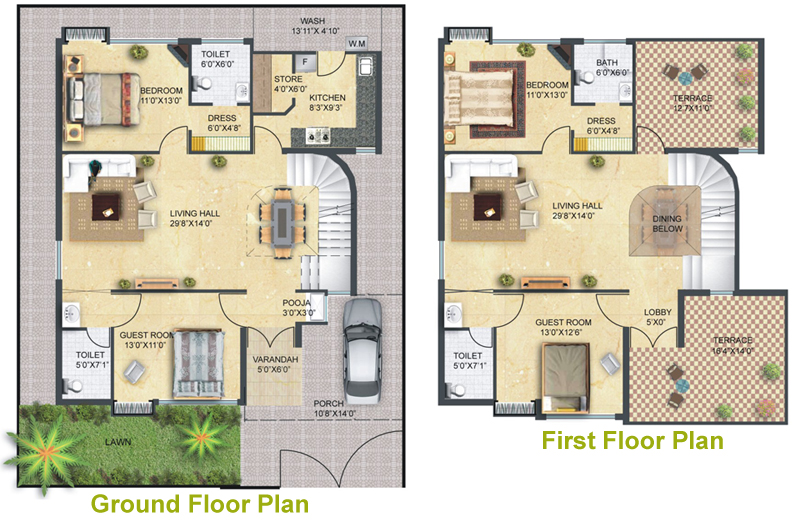 WASH
13'11" X 4'10"
W.M
TOILET
6'0"X6'0"
F
STORE
4'0"X6'0"
BEDROOM
11'0"X13'0"
KITCHEN
8'3"X9'3"
DRESS
6'0"X4'8"
LIVING HALL
29'8"X14'0"
POOJA
3'0"X3'0"
GUEST ROOM
13'0"X11'0"
TOILET
5'0"X7'1"
VARANDAH
5'0"X6'0"
PORCH
10'8"X14'0"
LAWN
Ground Floor Plan
BATH
6'0"X6'0"
BEDROOM
11'0"X13'0"
TERRACE
12'7"X11'0"
DRESS
6'0"X4'8"
LIVING HALL
29'8"X14'0"
DINING
BELOW
LOBBY
5'X0"
GUEST ROOM
13'0"X12'6"
TOILET
5'0"X7'1"
TERRACE
16'4"X14'0"
First Floor Plan